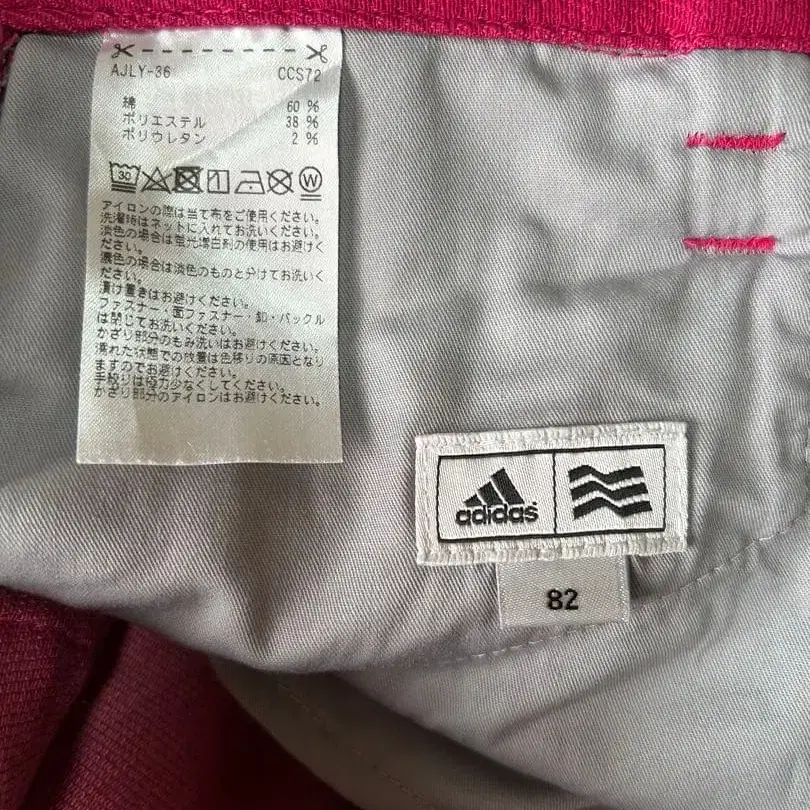 AJLY-36 CCS72
綿 60 %
ポリエステル 38 %
ポリウレタン 2 %
30
W
アイロンの際は当て布をご使用ください。
洗濯時はネットに入れてお洗いください。
淡色の場合は蛍光増白剤の使用はお避けく
ださい。
濃色の場合は淡色のものと分けてお洗いく
ださい。
漬け置きはお避けください。
ファスナー・面ファスナー・釦・バックル
は閉じてお洗いください。
かざり部分のもみ洗いはお避けください。
濡れた状態での放置は色移りの原因となり
ますのでお避けください。
手絞りは極力少なくしてください。
かざり部分のアイロンはお避けください。
adidas
82